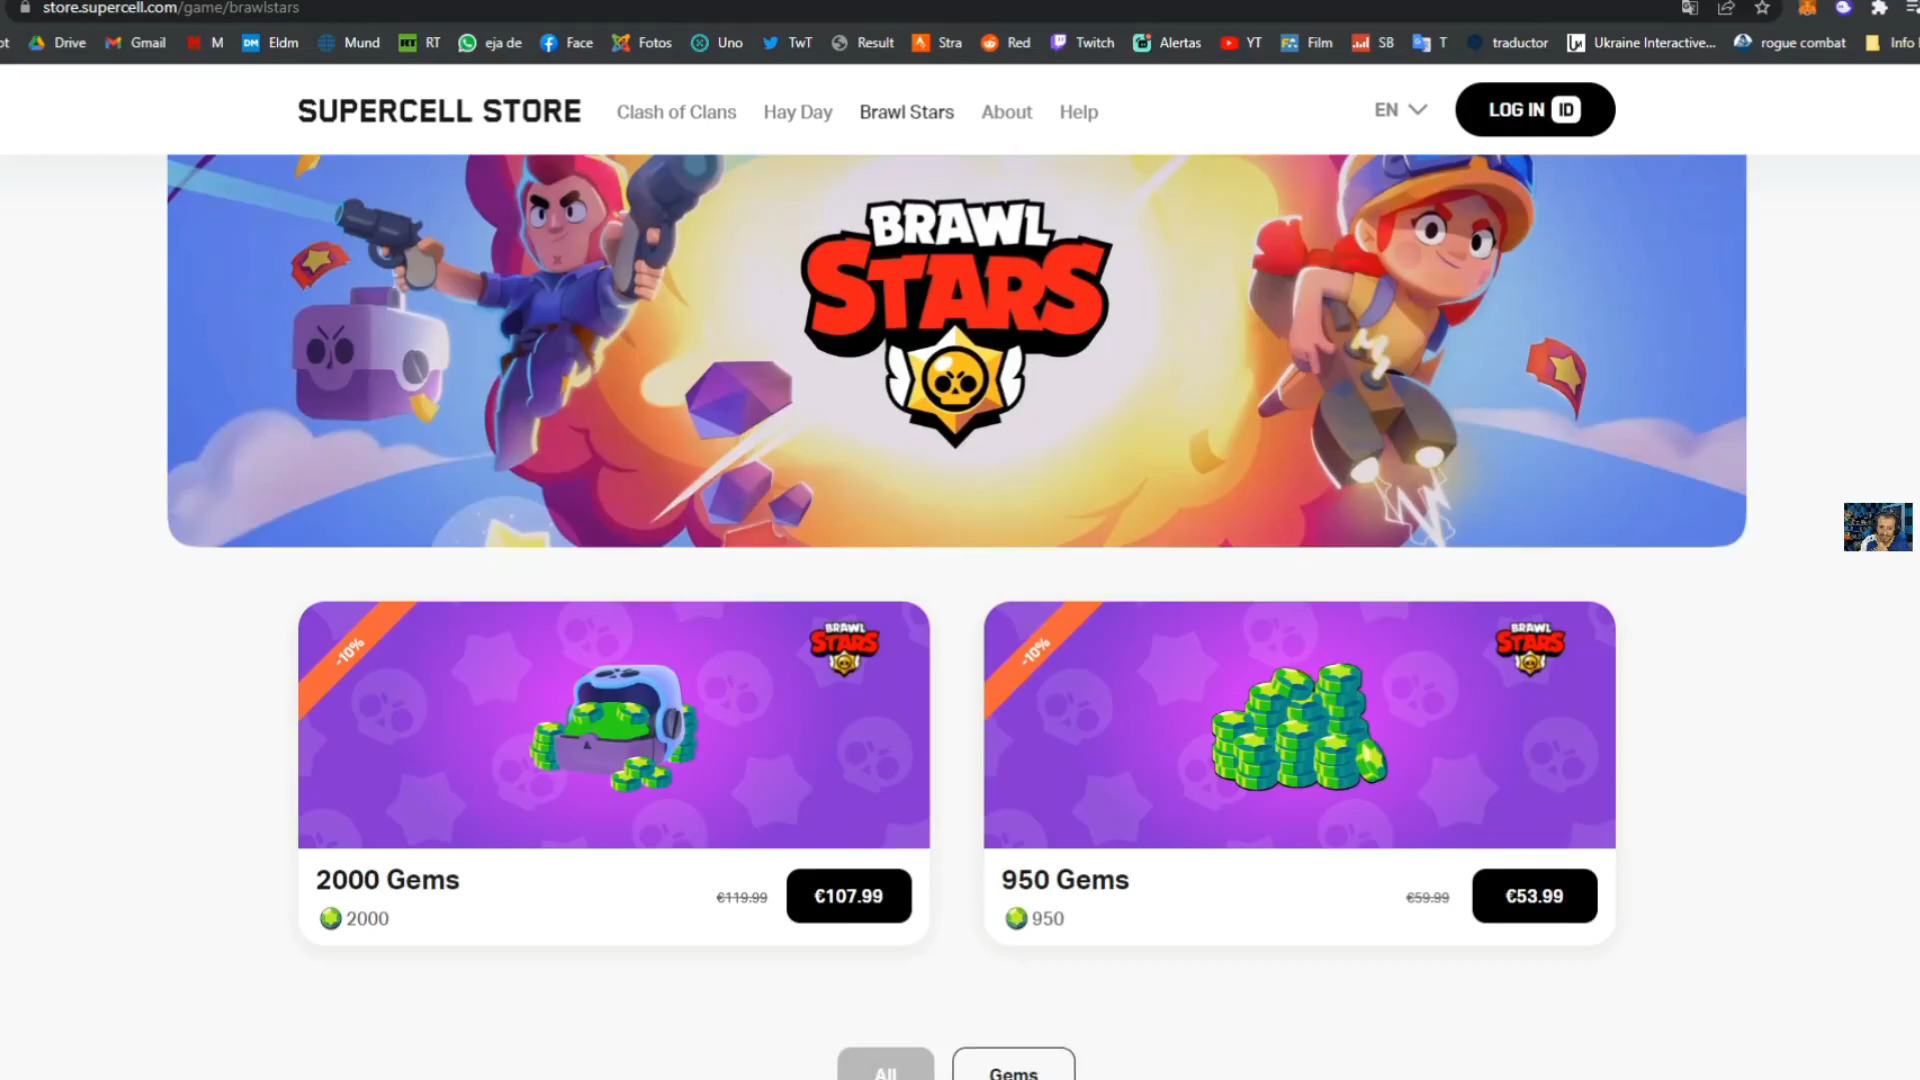 store.supercell.com/game/brawlstars
ot Drive Gmail M Eldm Mund RT eja de Face Fotos Uno TwT Result Stra Red Twitch Alertas YT Film SB T traductor Ukraine Interactive... rogue combat Info
SUPERCELL STORE Clash of Clans Hay Day Brawl Stars About Help EN LOG IN ID
BRAWL
STARS
-10%
BRAWL
STARS
2000 Gems
2000
€119.99
€107.99
-10%
BRAWL
STARS
950 Gems
950
€59.99
€53.99
All Gems